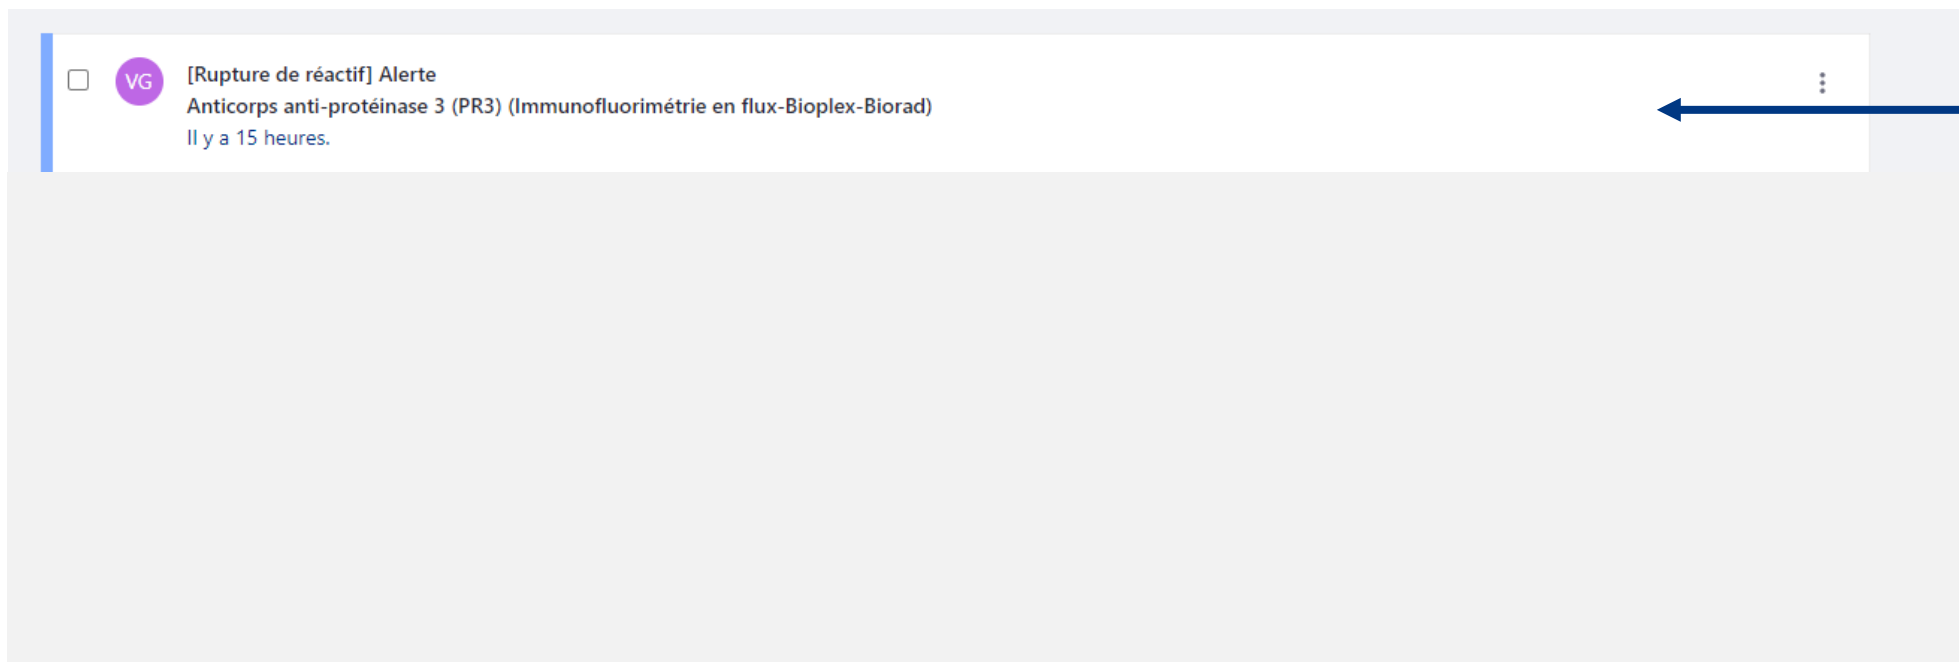 VG
[Rupture de réactif] Alerte
Anticorps anti-protéinase 3 (PR3) (Immunofluorimétrie en flux-Bioplex-Biorad)
Il y a 15 heures.